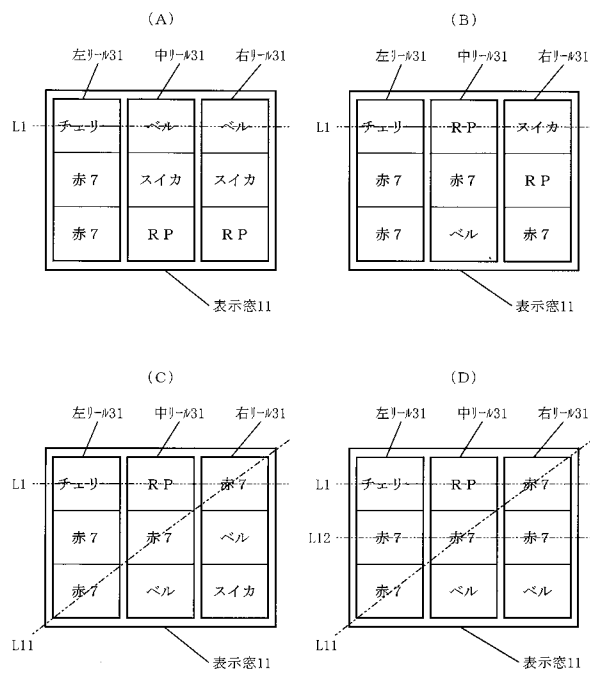 (A)
左リール31 中リール31 右リール31
L1 チェリー ベル ベル
赤7 スイカ スイカ
赤7 RP RP
表示窓11
(B)
左リール31 中リール31 右リール31
L1 チェリー RP スイカ
赤7 赤7 RP
赤7 ベル 赤7
表示窓11
(C)
左リール31 中リール31 右リール31
L1 チェリー RP 赤7
赤7 赤7 ベル
赤7 ベル スイカ
L11
表示窓11
(D)
左リール31 中リール31 右リール31
L1 チェリー RP 赤7
L12 赤7 赤7 赤7
赤7 ベル ベル
L11
表示窓11